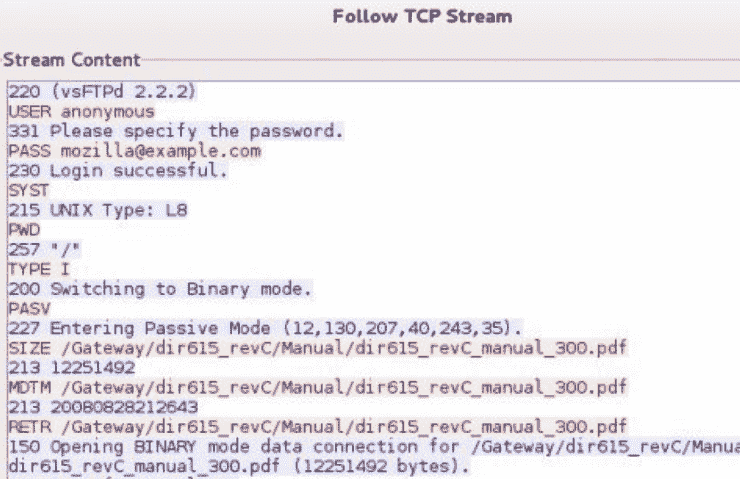 Follow TCP Stream
Stream Content
220 (vsFTPd 2.2.2)
USER anonymous
331 Please specify the password.
PASS mozilla@example.com
230 Login successful.
SYST
215 UNIX Type: L8
PWD
257 "/"
TYPE I
200 Switching to Binary mode.
PASV
227 Entering Passive Mode (12,130,207,40,243,35).
SIZE /Gateway/dir615_revC/Manual/dir615_revC_manual_300.pdf
213 12251492
MDTM /Gateway/dir615_revC/Manual/dir615_revC_manual_300.pdf
213 20080828212643
RETR /Gateway/dir615_revC/Manual/dir615_revC_manual_300.pdf
150 Opening BINARY mode data connection for /Gateway/dir615_revC/Manua
dir615_revC_manual_300.pdf (12251492 bytes).